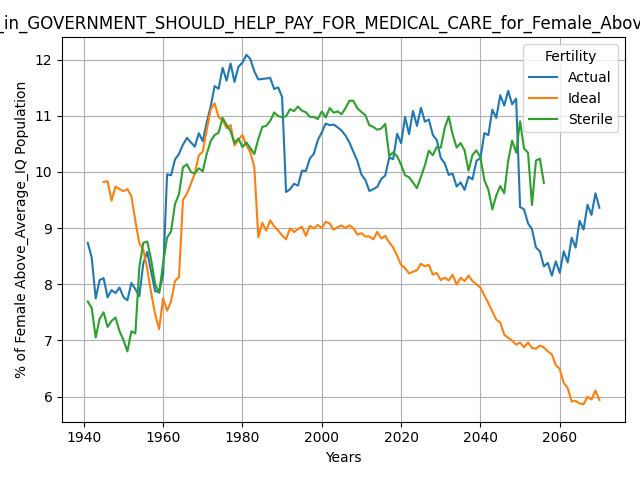 _in_GOVERNMENT_SHOULD_HELP_PAY_FOR_MEDICAL_CARE_for_Female_Abov
Fertility
Actual
Ideal
Sterile
% of Female Above_Average_IQ Population
12
11
10
9
8
7
6
1940 1960 1980 2000 2020 2040 2060
Years